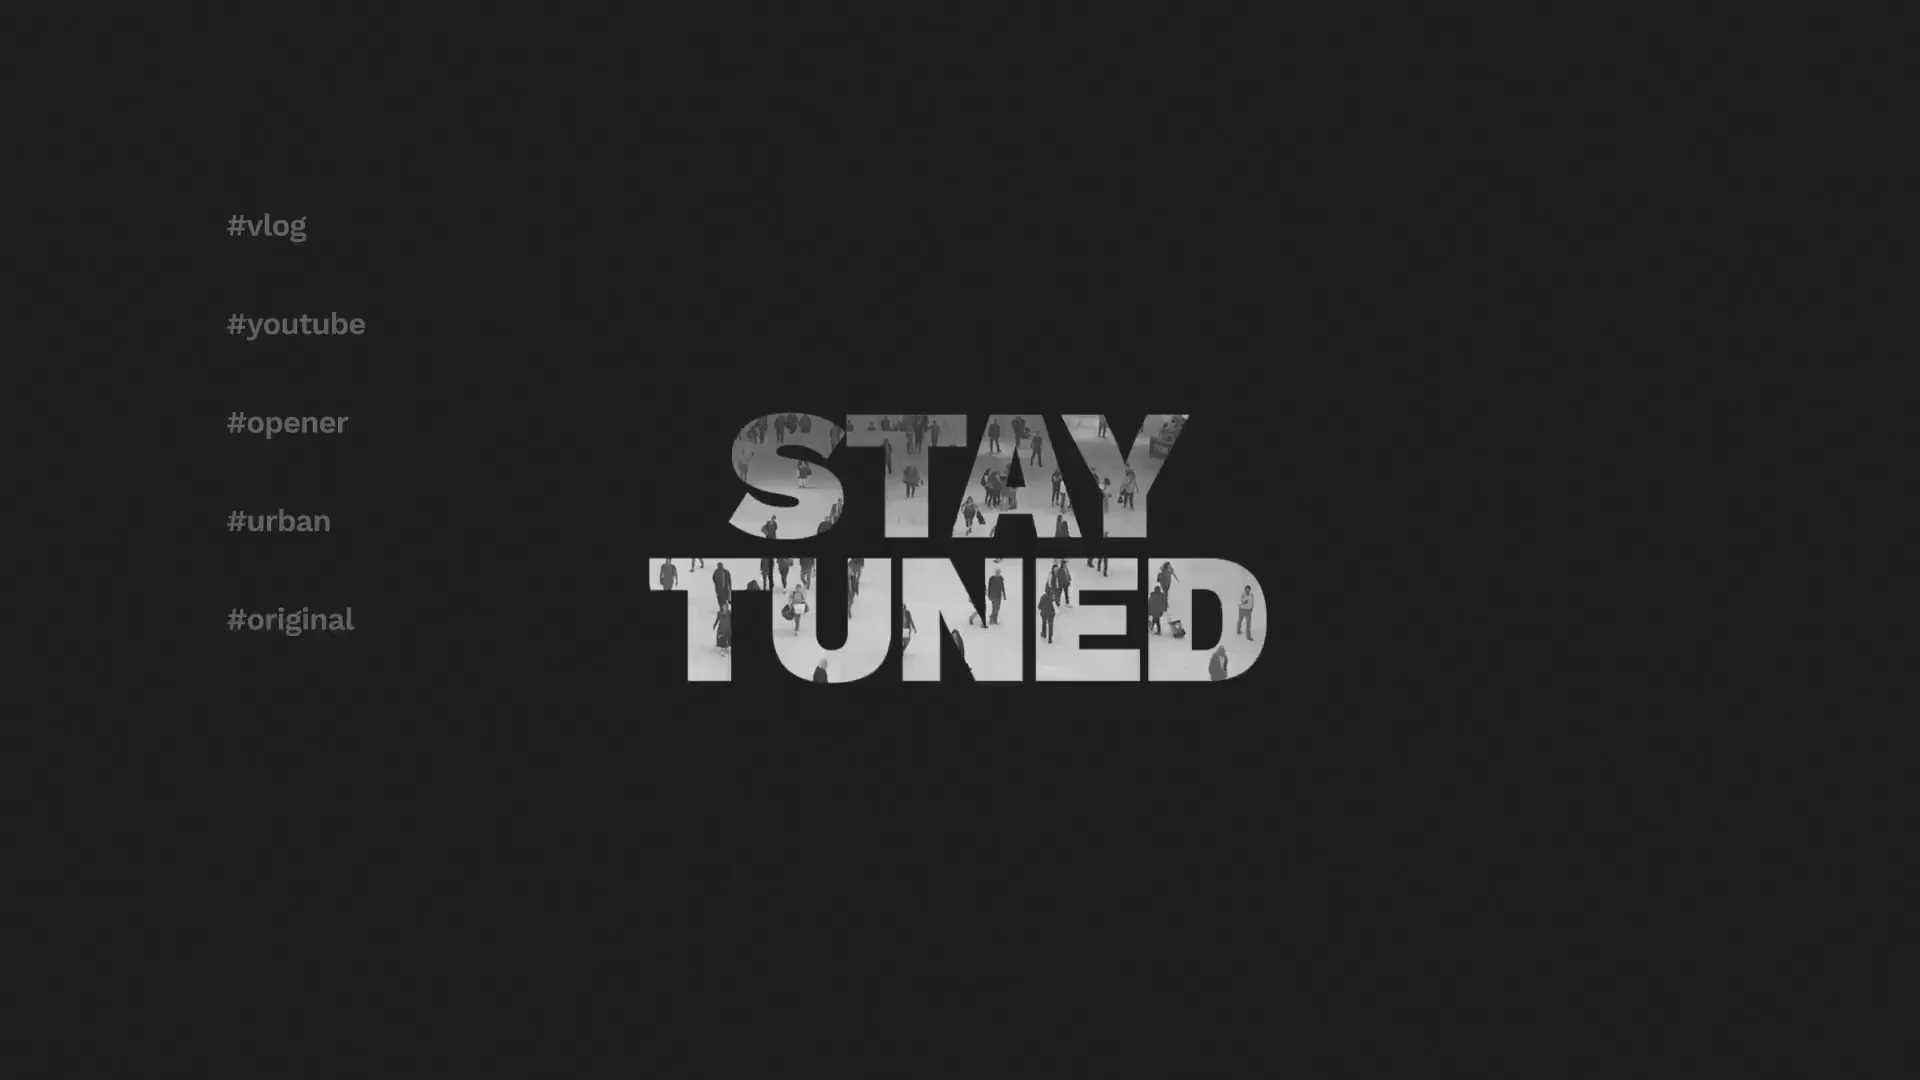 #vlog
#youtube
#opener
#urban
#original
STAY
TUNED